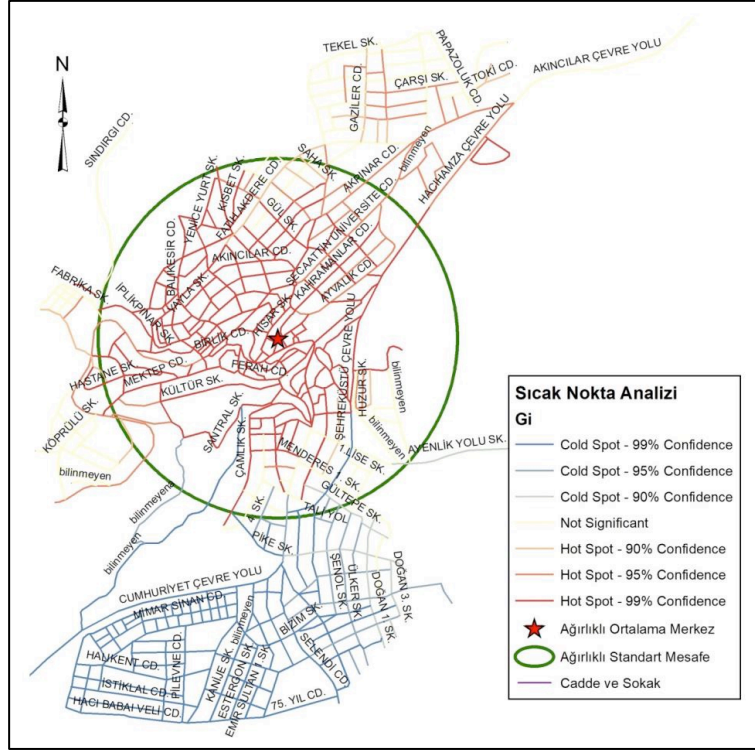 N
TEKEL SK.
PAPAZOLUK CD.
AKINCILAR ÇEVRE YOLU
TOKİ CD.
ÇARŞI SK.
GAZİLER CD.
SINDIRGI CD.
HACIHAMZA ÇEVRE YOLU
bilinmeyen
AKPINAR CD.
SAHA SK.
FATİH AKDERE CD.
KISBET SK.
YENİCE YURT SK.
GÜL SK.
SECAATTIN ÜNİVERSİTE CD.
KAHRAMANLAR CD.
AYVALIK CD.
AKINCILAR CD.
BALIKESİR CD.
YAYLA SK.
HİSAR SK.
FABRİKA SK.
İPLİKPINAR SK.
BİRLİK CD.
FERAH CD.
ŞEHREKÜSTÜ ÇEVRE YOLU
HUZUR SK.
bilinmeyen
HASTANE SK.
MEKTEP CD.
KÜLTÜR SK.
KÖPRÜLÜ SK.
SANTRAL SK.
ÇAMLIK SK.
MENDERES 1. SK.
1.LİSE SK.
bilinmeyen
AYENLİK YOLU SK.
bilinmeyen
bilinmeyena
bilinmeyen
GÜLTEPE SK.
TALİ YOL
4. SK.
PİKE SK.
CUMHURİYET ÇEVRE YOLU
MİMAR SİNAN CD.
ŞENOL SK.
ÜLKER SK.
DOĞAN 1. SK.
DOĞAN 3. SK.
HALKENT CD.
PİLEVNE CD.
KANİJE SK.
bilinmeyen
BİZİM SK.
SELENDİ CD.
İSTİKLAL CD.
HACI BABAI VELİ CD.
ESTERGON SK.
EMİR SULTAN 1 SK.
75. YIL CD.
Sıcak Nokta Analizi
Gi
Cold Spot - 99% Confidence
Cold Spot - 95% Confidence
Cold Spot - 90% Confidence
Not Significant
Hot Spot - 90% Confidence
Hot Spot - 95% Confidence
Hot Spot - 99% Confidence
Ağırlıklı Ortalama Merkez
Ağırlıklı Standart Mesafe
Cadde ve Sokak